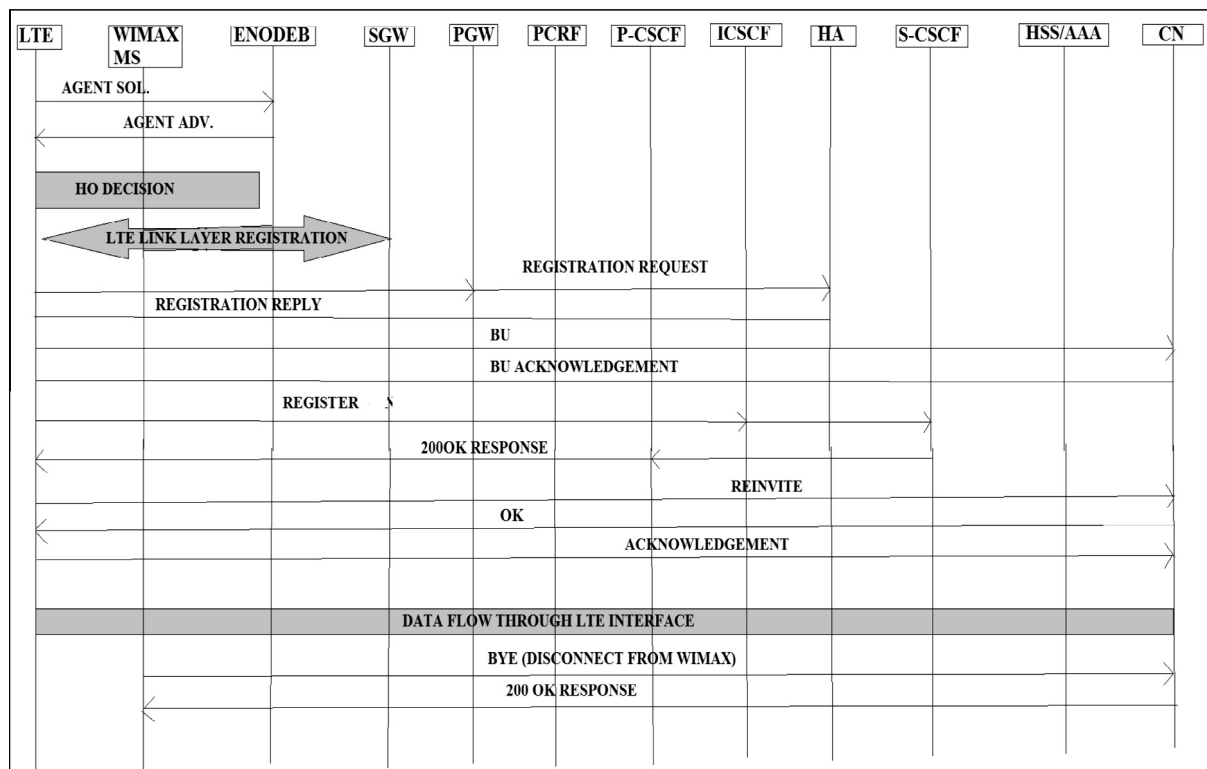 LTE
WIMAX
MS
ENODEB
SGW
PGW
PCRF
P-CSCF
ICSCF
HA
S-CSCF
HSS/AAA
CN
AGENT SOL.
AGENT ADV.
HO DECISION
LTE LINK LAYER REGISTRATION
REGISTRATION REQUEST
REGISTRATION REPLY
BU
BU ACKNOWLEDGEMENT
REGISTER
200OK RESPONSE
REINVITE
OK
ACKNOWLEDGEMENT
DATA FLOW THROUGH LTE INTERFACE
BYE (DISCONNECT FROM WIMAX)
200 OK RESPONSE